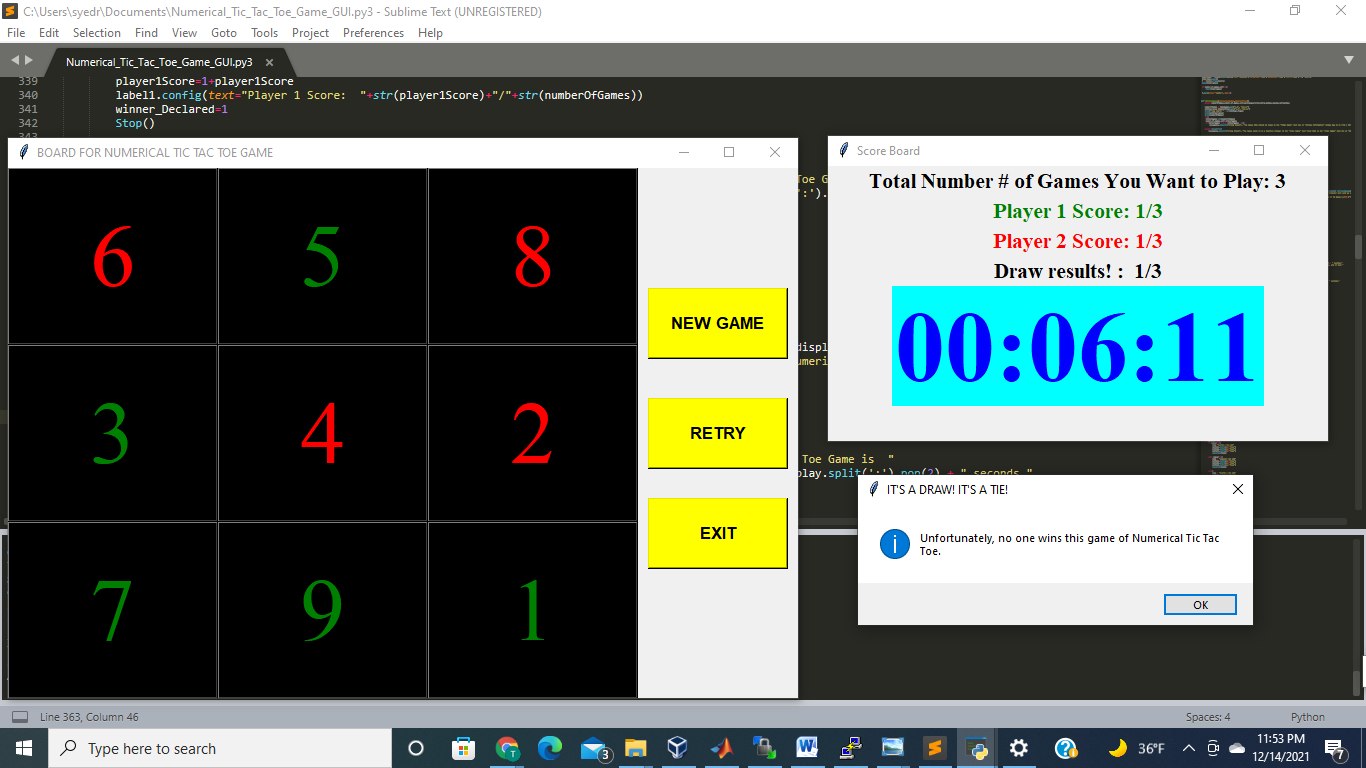 C:\Users\syedr\Documents\Numerical_Tic_Tac_Toe_Game_GUI.py3 - Sublime Text (UNREGISTERED)
File Edit Selection Find View Goto Tools Project Preferences Help
Numerical_Tic_Tac_Toe_Game_GUI.py3
339 player1Score=1+player1Score
340 label1.config(text="Player 1 Score:  "+str(player1Score)+"/"+str(numberOfGames))
341 winner_Declared=1
342 Stop()
343
BOARD FOR NUMERICAL TIC TAC TOE GAME
6 5 8
3 4 2
7 9 1
NEW GAME
RETRY
EXIT
Toe G
':').
displ
umeri
Toe Game is  "
play.split(':').pop(2) + " seconds."
Score Board
Total Number # of Games You Want to Play: 3
Player 1 Score: 1/3
Player 2 Score: 1/3
Draw results! :  1/3
00:06:11
IT'S A DRAW! IT'S A TIE!
Unfortunately, no one wins this game of Numerical Tic Tac
Toe.
OK
Line 363, Column 46
Spaces: 4
Python
Type here to search
3
36°F
11:53 PM
12/14/2021
7